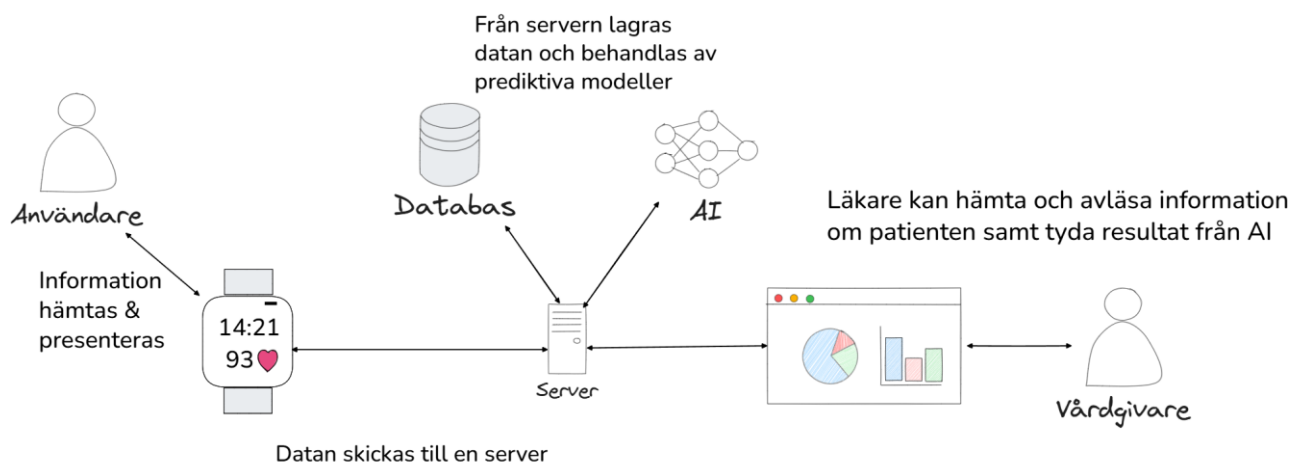 Från servern lagras
datan och behandlas av
prediktiva modeller
Användare
Databas
AI
Läkare kan hämta och avläsa information
om patienten samt tyda resultat från AI
Information
hämtas &
presenteras
14:21
93
Server
Vårdgivare
Datan skickas till en server